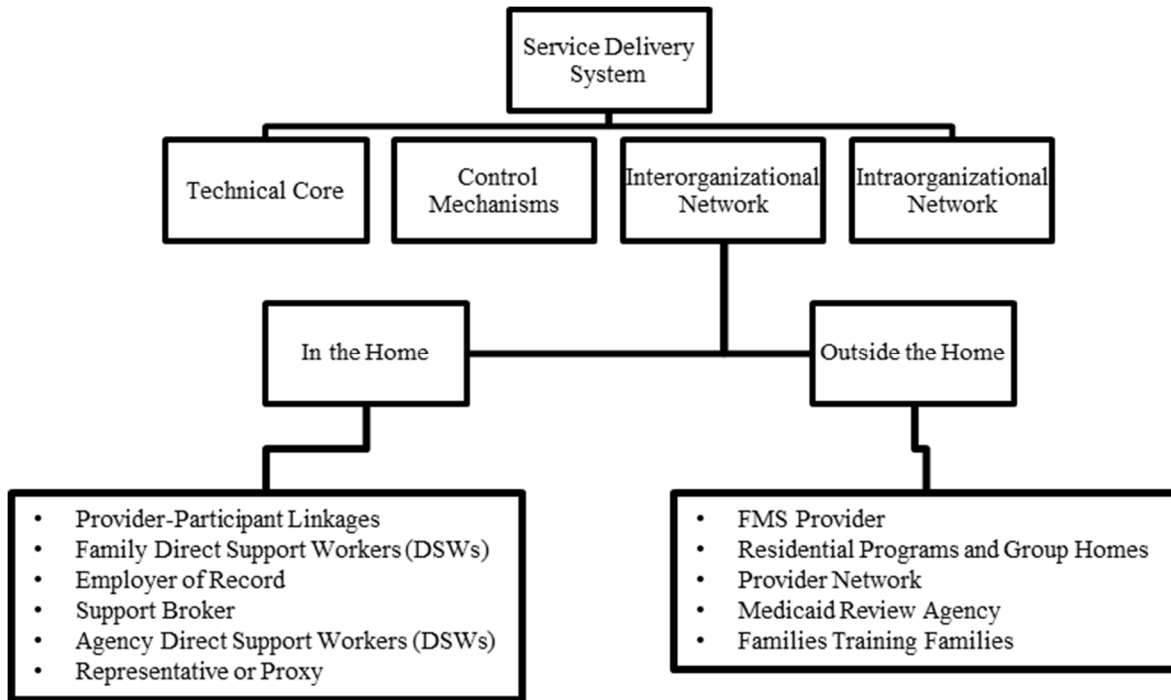 Service Delivery
System
Technical Core
Control
Mechanisms
Interorganizational
Network
Intraorganizational
Network
In the Home
Outside the Home
• Provider-Participant Linkages
• Family Direct Support Workers (DSWs)
• Employer of Record
• Support Broker
• Agency Direct Support Workers (DSWs)
• Representative or Proxy
• FMS Provider
• Residential Programs and Group Homes
• Provider Network
• Medicaid Review Agency
• Families Training Families